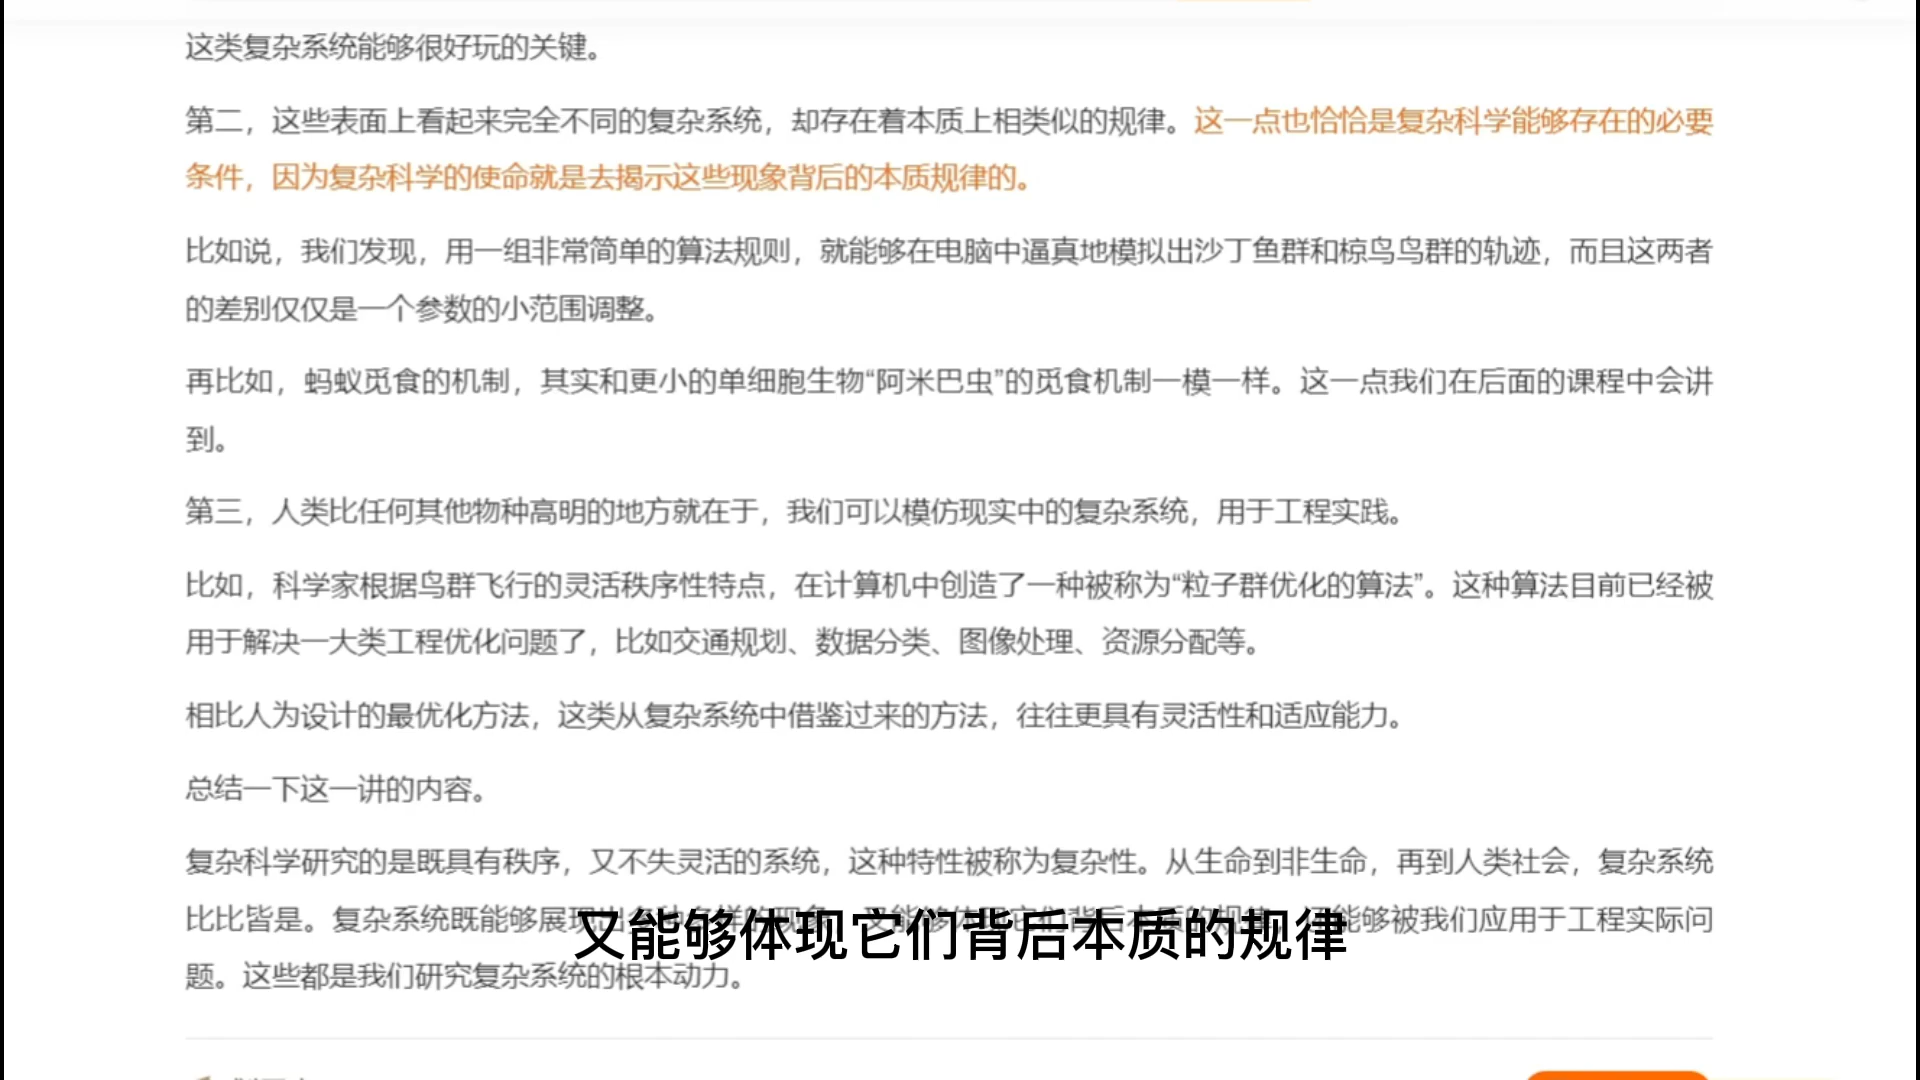 这类复杂系统能够很好玩的关键。
第二，这些表面上看起来完全不同的复杂系统，却存在着本质上相类似的规律。这一点也恰恰是复杂科学能够存在的必要
条件，因为复杂科学的使命就是去揭示这些现象背后的本质规律的。
比如说，我们发现，用一组非常简单的算法规则，就能够在电脑中逼真地模拟出沙丁鱼群和椋鸟鸟群的轨迹，而且这两者
的差别仅仅是一个参数的小范围调整。
再比如，蚂蚁觅食的机制，其实和更小的单细胞生物“阿米巴虫”的觅食机制一模一样。这一点我们在后面的课程中会讲
到。
第三，人类比任何其他物种高明的地方就在于，我们可以模仿现实中的复杂系统，用于工程实践。
比如，科学家根据鸟群飞行的灵活秩序性特点，在计算机中创造了一种被称为“粒子群优化的算法”。这种算法目前已经被
用于解决一大类工程优化问题了，比如交通规划、数据分类、图像处理、资源分配等。
相比人为设计的最优化方法，这类从复杂系统中借鉴过来的方法，往往更具有灵活性和适应能力。
总结一下这一讲的内容。
复杂科学研究的是既具有秩序，又不失灵活的系统，这种特性被称为复杂性。从生命到非生命，再到人类社会，复杂系统
比比皆是。复杂系统既能够展现出各种多样的现象，又能够体现它们背后本质的规律，还能够被我们应用于工程实际问
又能够体现它们背后本质的规律
题。这些都是我们研究复杂系统的根本动力。